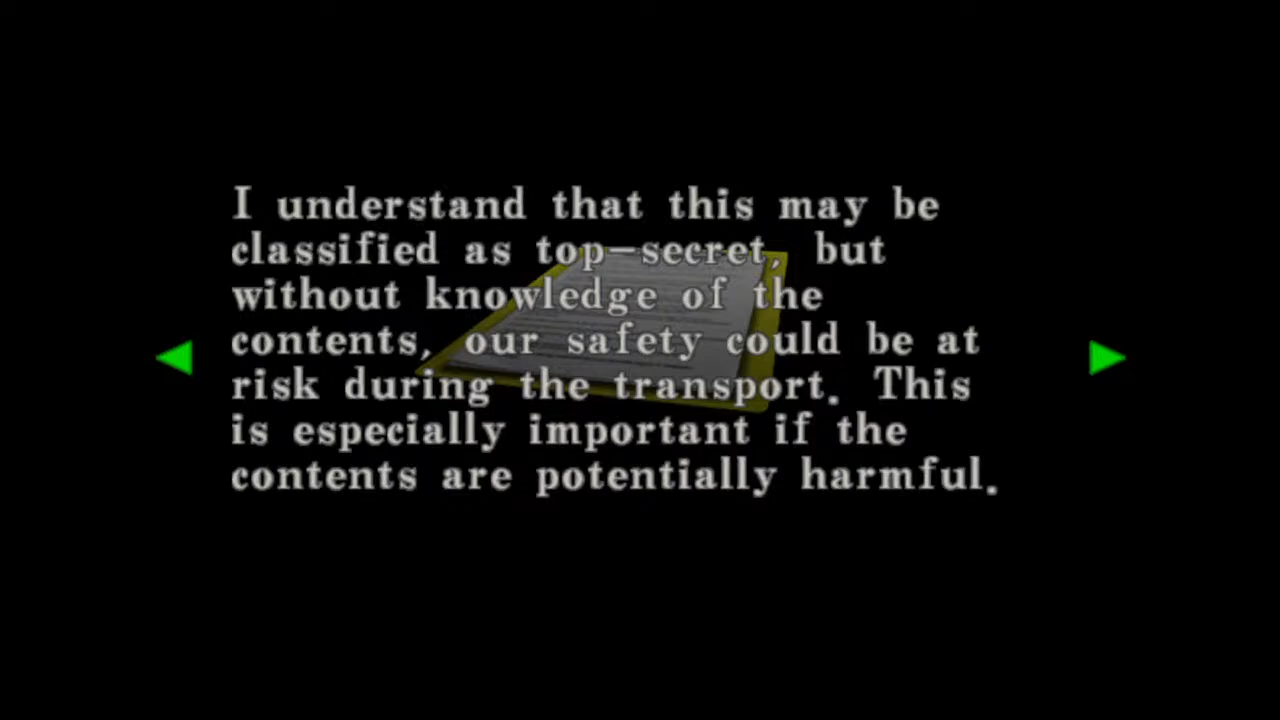 I understand that this may be
classified as top-secret, but
without knowledge of the
contents, our safety could be at
risk during the transport. This
is especially important if the
contents are potentially harmful.